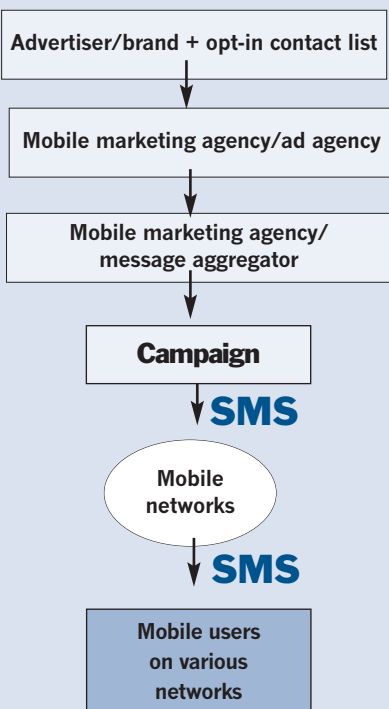 Advertiser/brand + opt-in contact list
Mobile marketing agency/ad agency
Mobile marketing agency/
message aggregator
Campaign
SMS
Mobile
networks
SMS
Mobile users
on various
networks